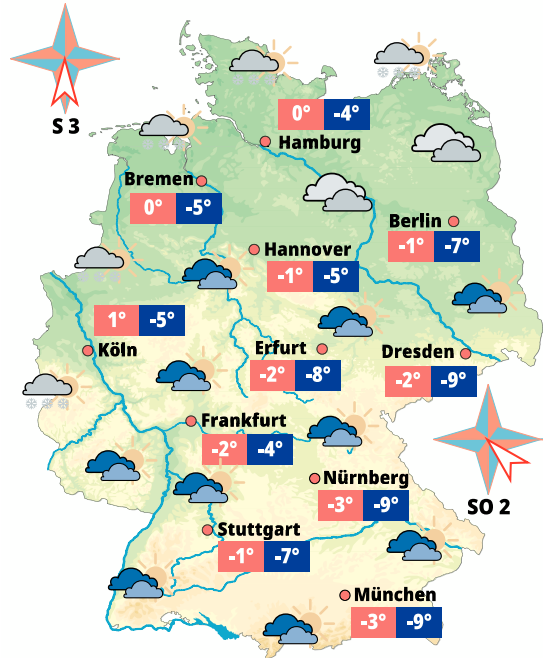 S 3
0° -4°
Hamburg
Bremen
0° -5°
Berlin
-1° -7°
Hannover
-1° -5°
1° -5°
Köln
Erfurt
-2° -8°
Dresden
-2° -9°
Frankfurt
-2° -4°
Nürnberg
-3° -9°
SO 2
Stuttgart
-1° -7°
München
-3° -9°